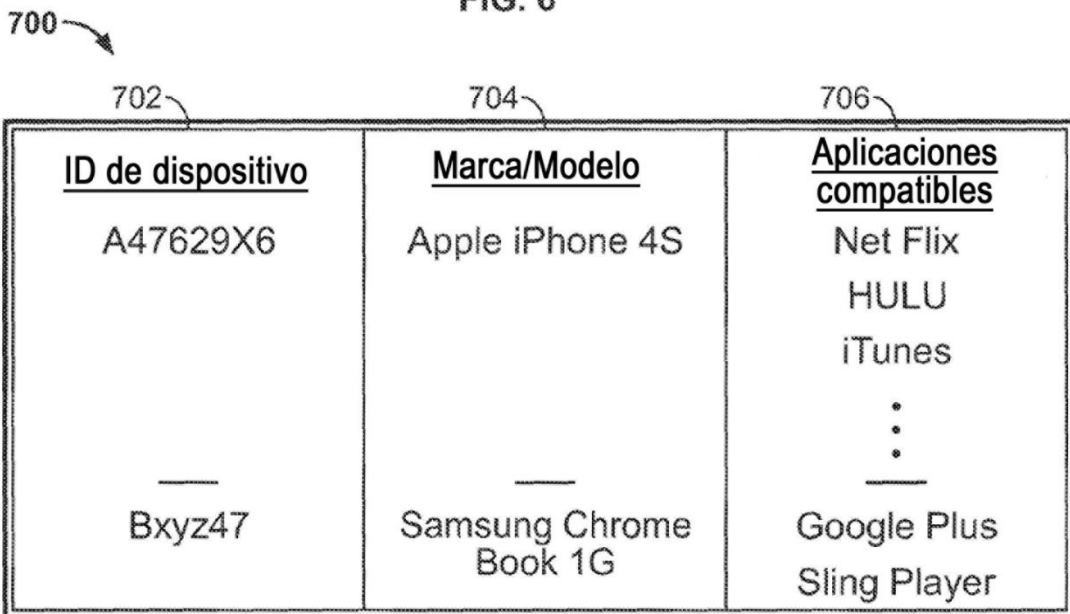 FIG. 6
700
702
704
706
ID de dispositivo
Marca/Modelo
Aplicaciones
compatibles
A47629X6
Apple iPhone 4S
Net Flix
HULU
iTunes
Bxyz47
Samsung Chrome
Book 1G
Google Plus
Sling Player